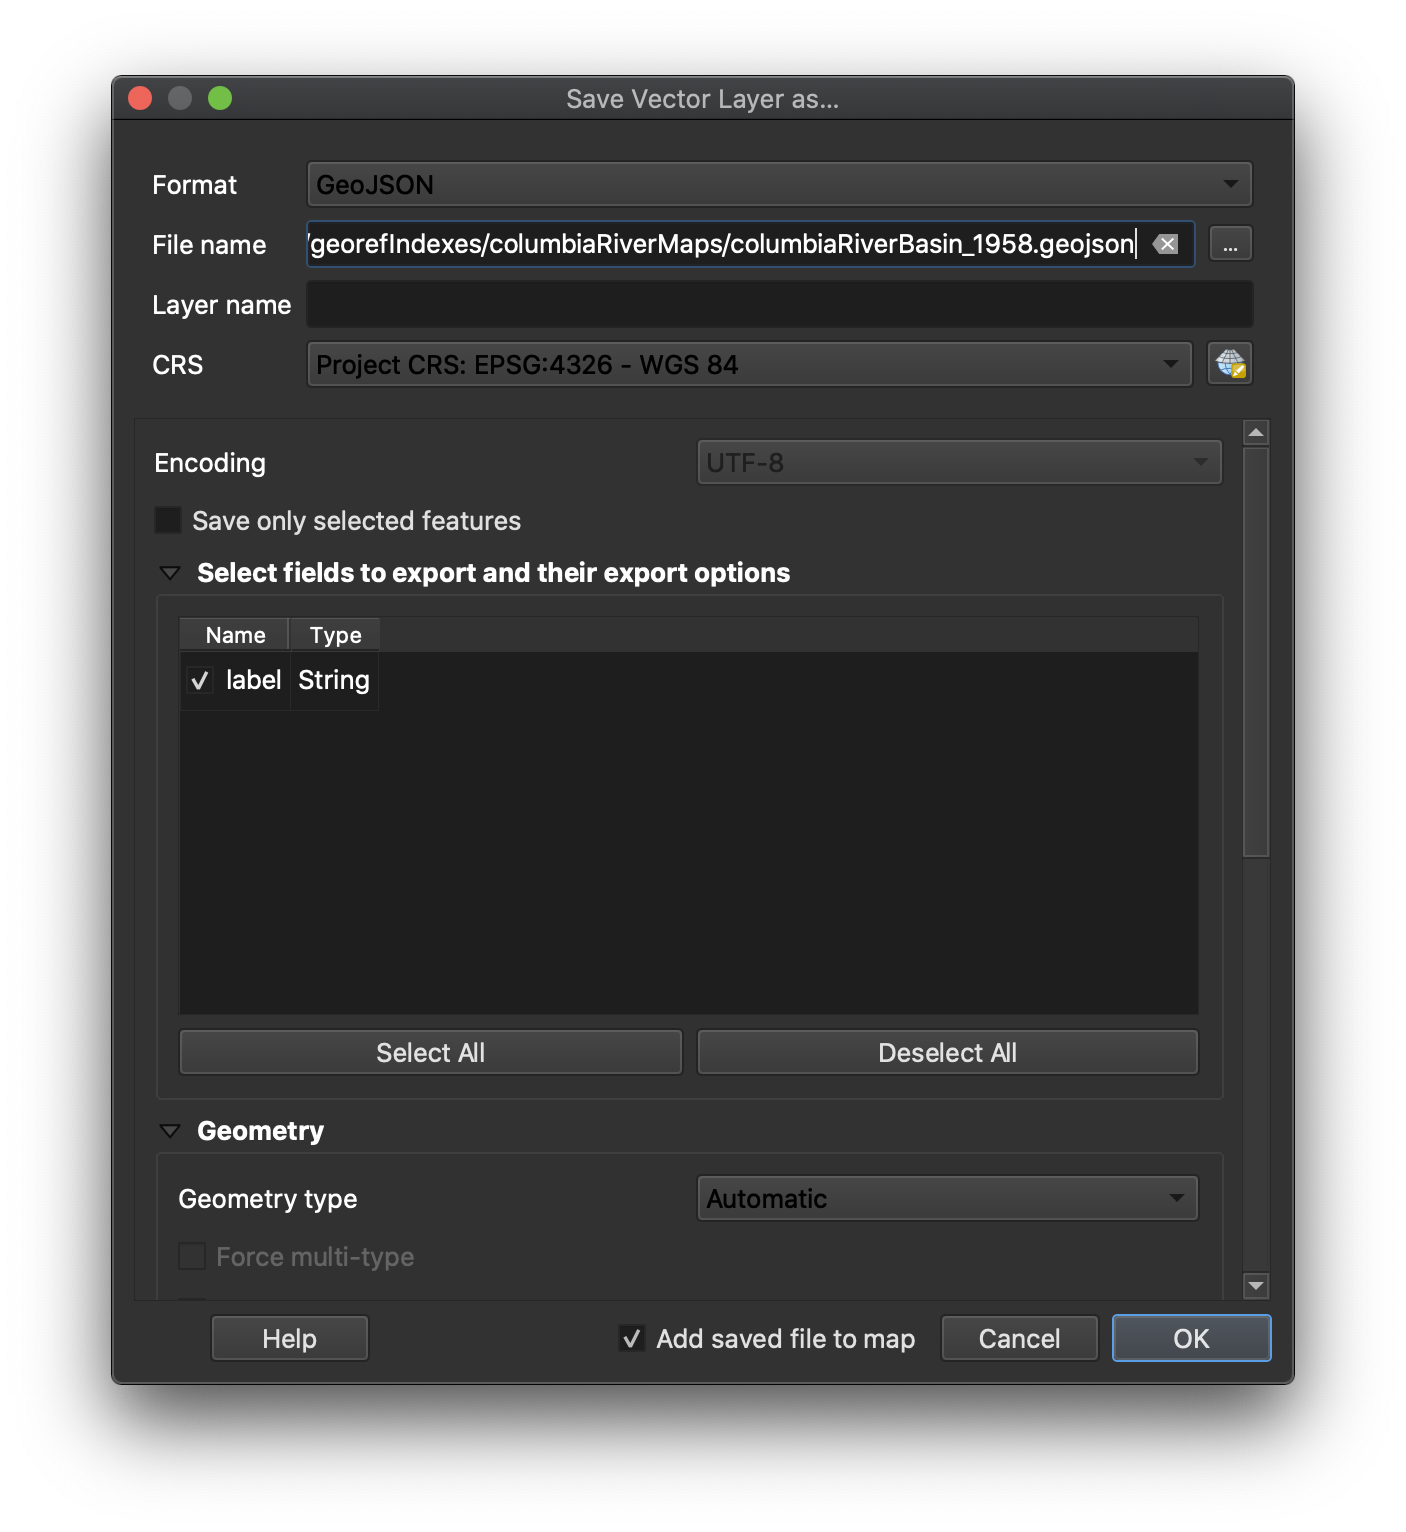 Save Vector Layer as...
Format GeoJSON
File name /georefIndexes/columbiaRiverMaps/columbiaRiverBasin_1958.geojson ...
Layer name
CRS Project CRS: EPSG:4326 - WGS 84
Encoding UTF-8
Save only selected features
Select fields to export and their export options
Name Type
label String
Select All Deselect All
Geometry
Geometry type Automatic
Force multi-type
Help Add saved file to map Cancel OK